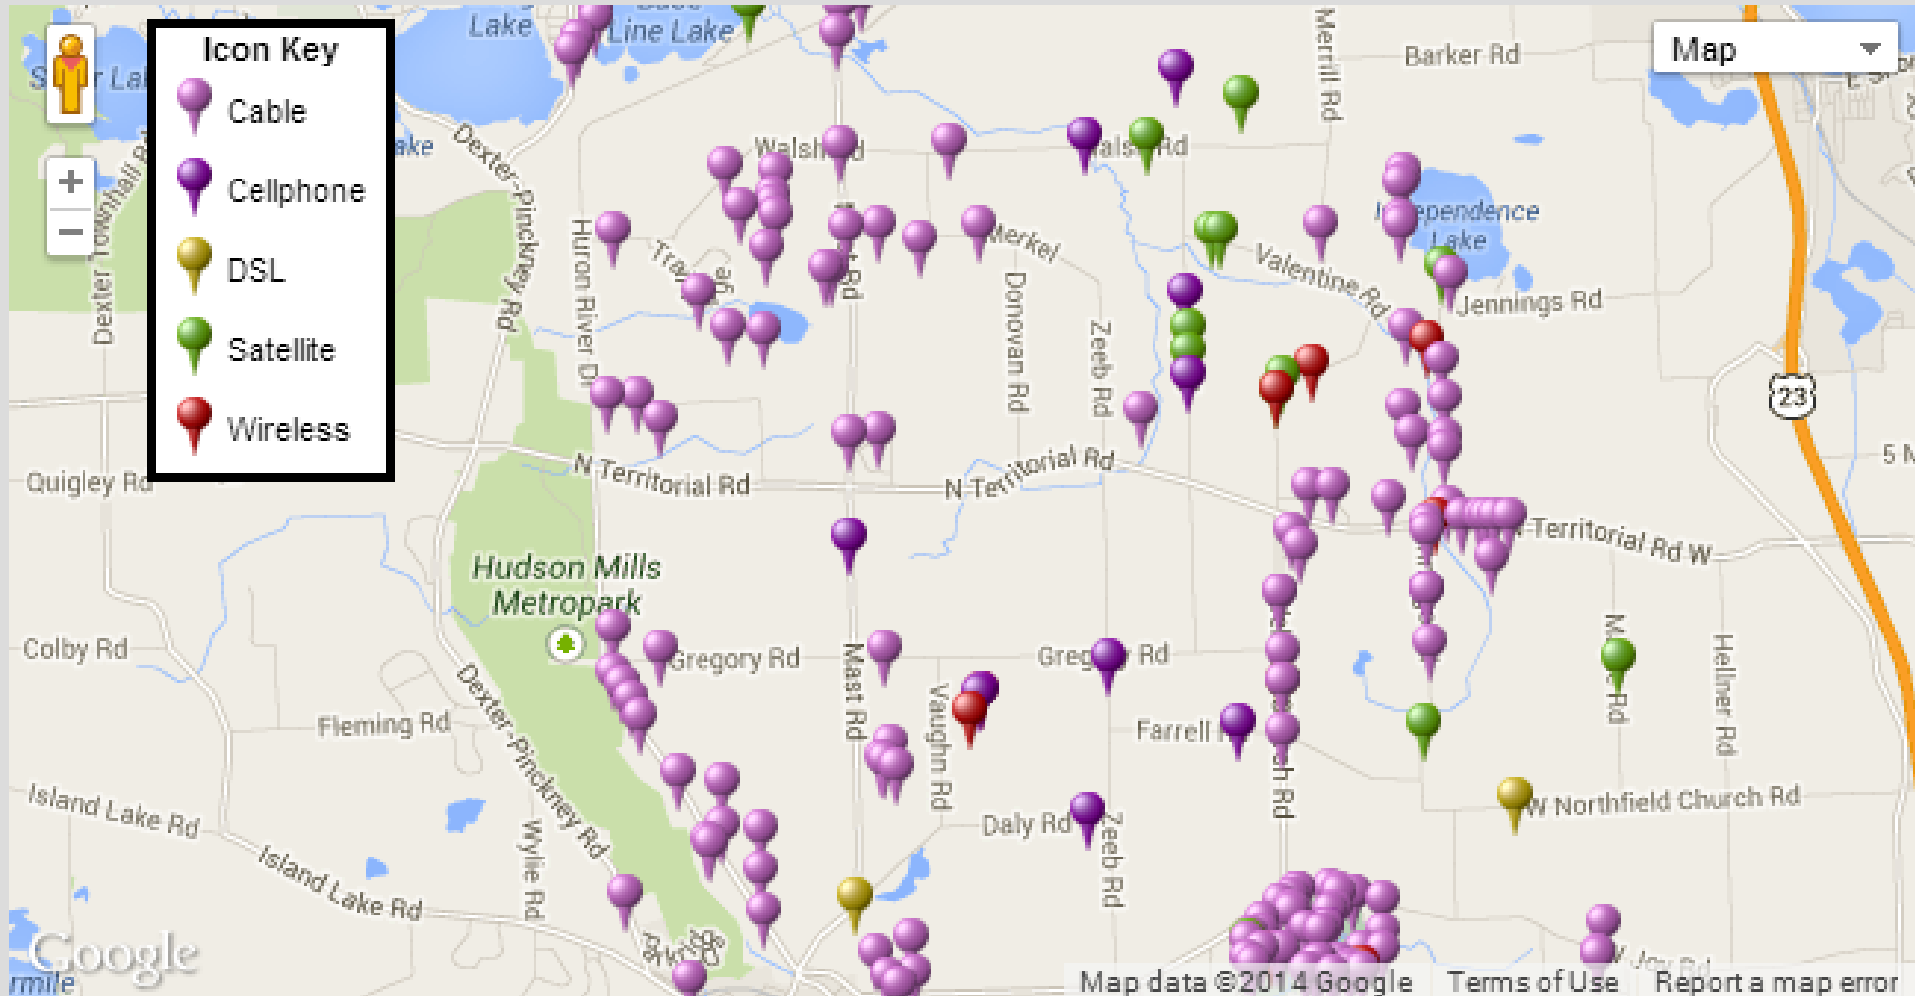 Icon Key
Cable
Cellphone
DSL
Satellite
Wireless
Map
+
−
Lake
Line Lake
Merrill Rd
Barker Rd
Dexter-Pinckney Rd
Huron River Dr
Merkel
Donovan Rd
Zeeb Rd
Valentine Rd
Lake
Jennings Rd
23
Quigley Rd
N Territorial Rd
N Territorial Rd
Territorial Rd W
Hudson Mills
Metropark
Colby Rd
Gregory Rd
Mast Rd
Vaughn Rd
Fleming Rd
Dexter-Pinckney Rd
Farrell
Hellner Rd
Island Lake Rd
Island Lake Rd
Wylie Rd
Daly Rd
Zeeb Rd
W Northfield Church Rd
Google
Map data ©2014 Google
Terms of Use
Report a map error